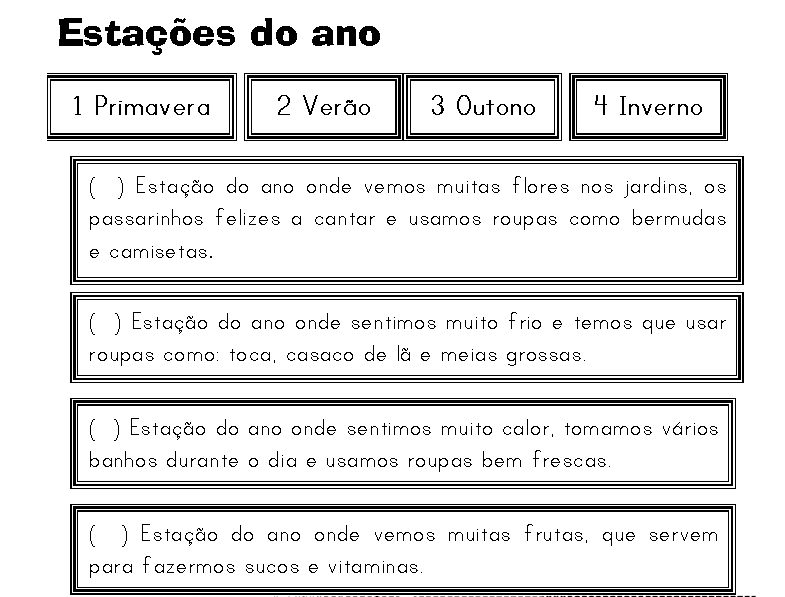 Estações do ano
1 Primavera
2 Verão
3 Outono
4 Inverno
( ) Estação do ano onde vemos muitas flores nos jardins, os
passarinhos felizes a cantar e usamos roupas como bermudas
e camisetas.
( ) Estação do ano onde sentimos muito frio e temos que usar
roupas como: toca, casaco de lã e meias grossas.
( ) Estação do ano onde sentimos muito calor, tomamos vários
banhos durante o dia e usamos roupas bem frescas.
( ) Estação do ano onde vemos muitas frutas, que servem
para fazermos sucos e vitaminas.